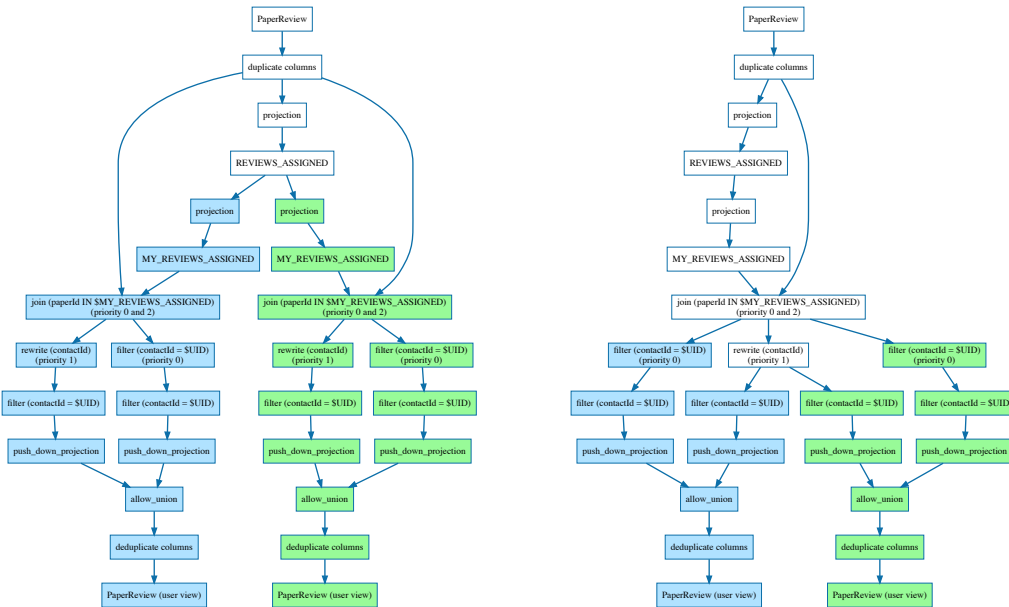 PaperReview
duplicate columns
projection
REVIEWS_ASSIGNED
projection
projection
MY_REVIEWS_ASSIGNED
MY_REVIEWS_ASSIGNED
join (paperId IN $MY_REVIEWS_ASSIGNED)
(priority 0 and 2)
join (paperId IN $MY_REVIEWS_ASSIGNED)
(priority 0 and 2)
rewrite (contactId)
(priority 1)
filter (contactId = $UID)
(priority 0)
rewrite (contactId)
(priority 1)
filter (contactId = $UID)
(priority 0)
filter (contactId = $UID)
filter (contactId = $UID)
filter (contactId = $UID)
filter (contactId = $UID)
push_down_projection
push_down_projection
push_down_projection
push_down_projection
allow_union
allow_union
deduplicate columns
deduplicate columns
PaperReview (user view)
PaperReview (user view)
PaperReview
duplicate columns
projection
REVIEWS_ASSIGNED
projection
MY_REVIEWS_ASSIGNED
join (paperId IN $MY_REVIEWS_ASSIGNED)
(priority 0 and 2)
filter (contactId = $UID)
(priority 0)
rewrite (contactId)
(priority 1)
filter (contactId = $UID)
(priority 0)
filter (contactId = $UID)
filter (contactId = $UID)
filter (contactId = $UID)
filter (contactId = $UID
push_down_projection
push_down_projection
push_down_projection
push_down_projection
allow_union
allow_union
deduplicate columns
deduplicate columns
PaperReview (user view)
PaperReview (user view)